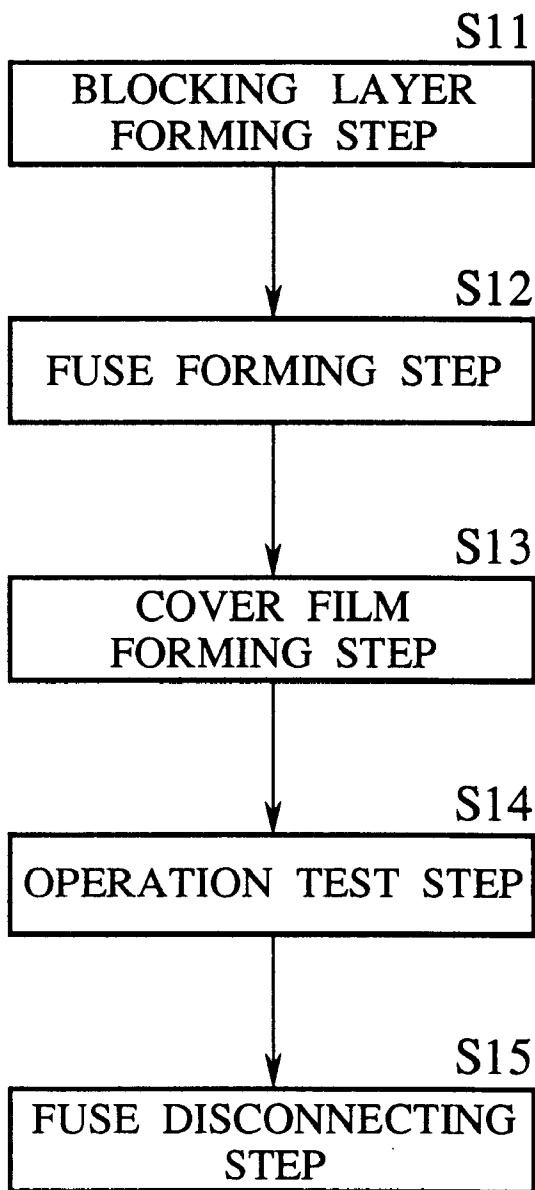 S11
BLOCKING LAYER
FORMING STEP
S12
FUSE FORMING STEP
S13
COVER FILM
FORMING STEP
S14
OPERATION TEST STEP
S15
FUSE DISCONNECTING
STEP